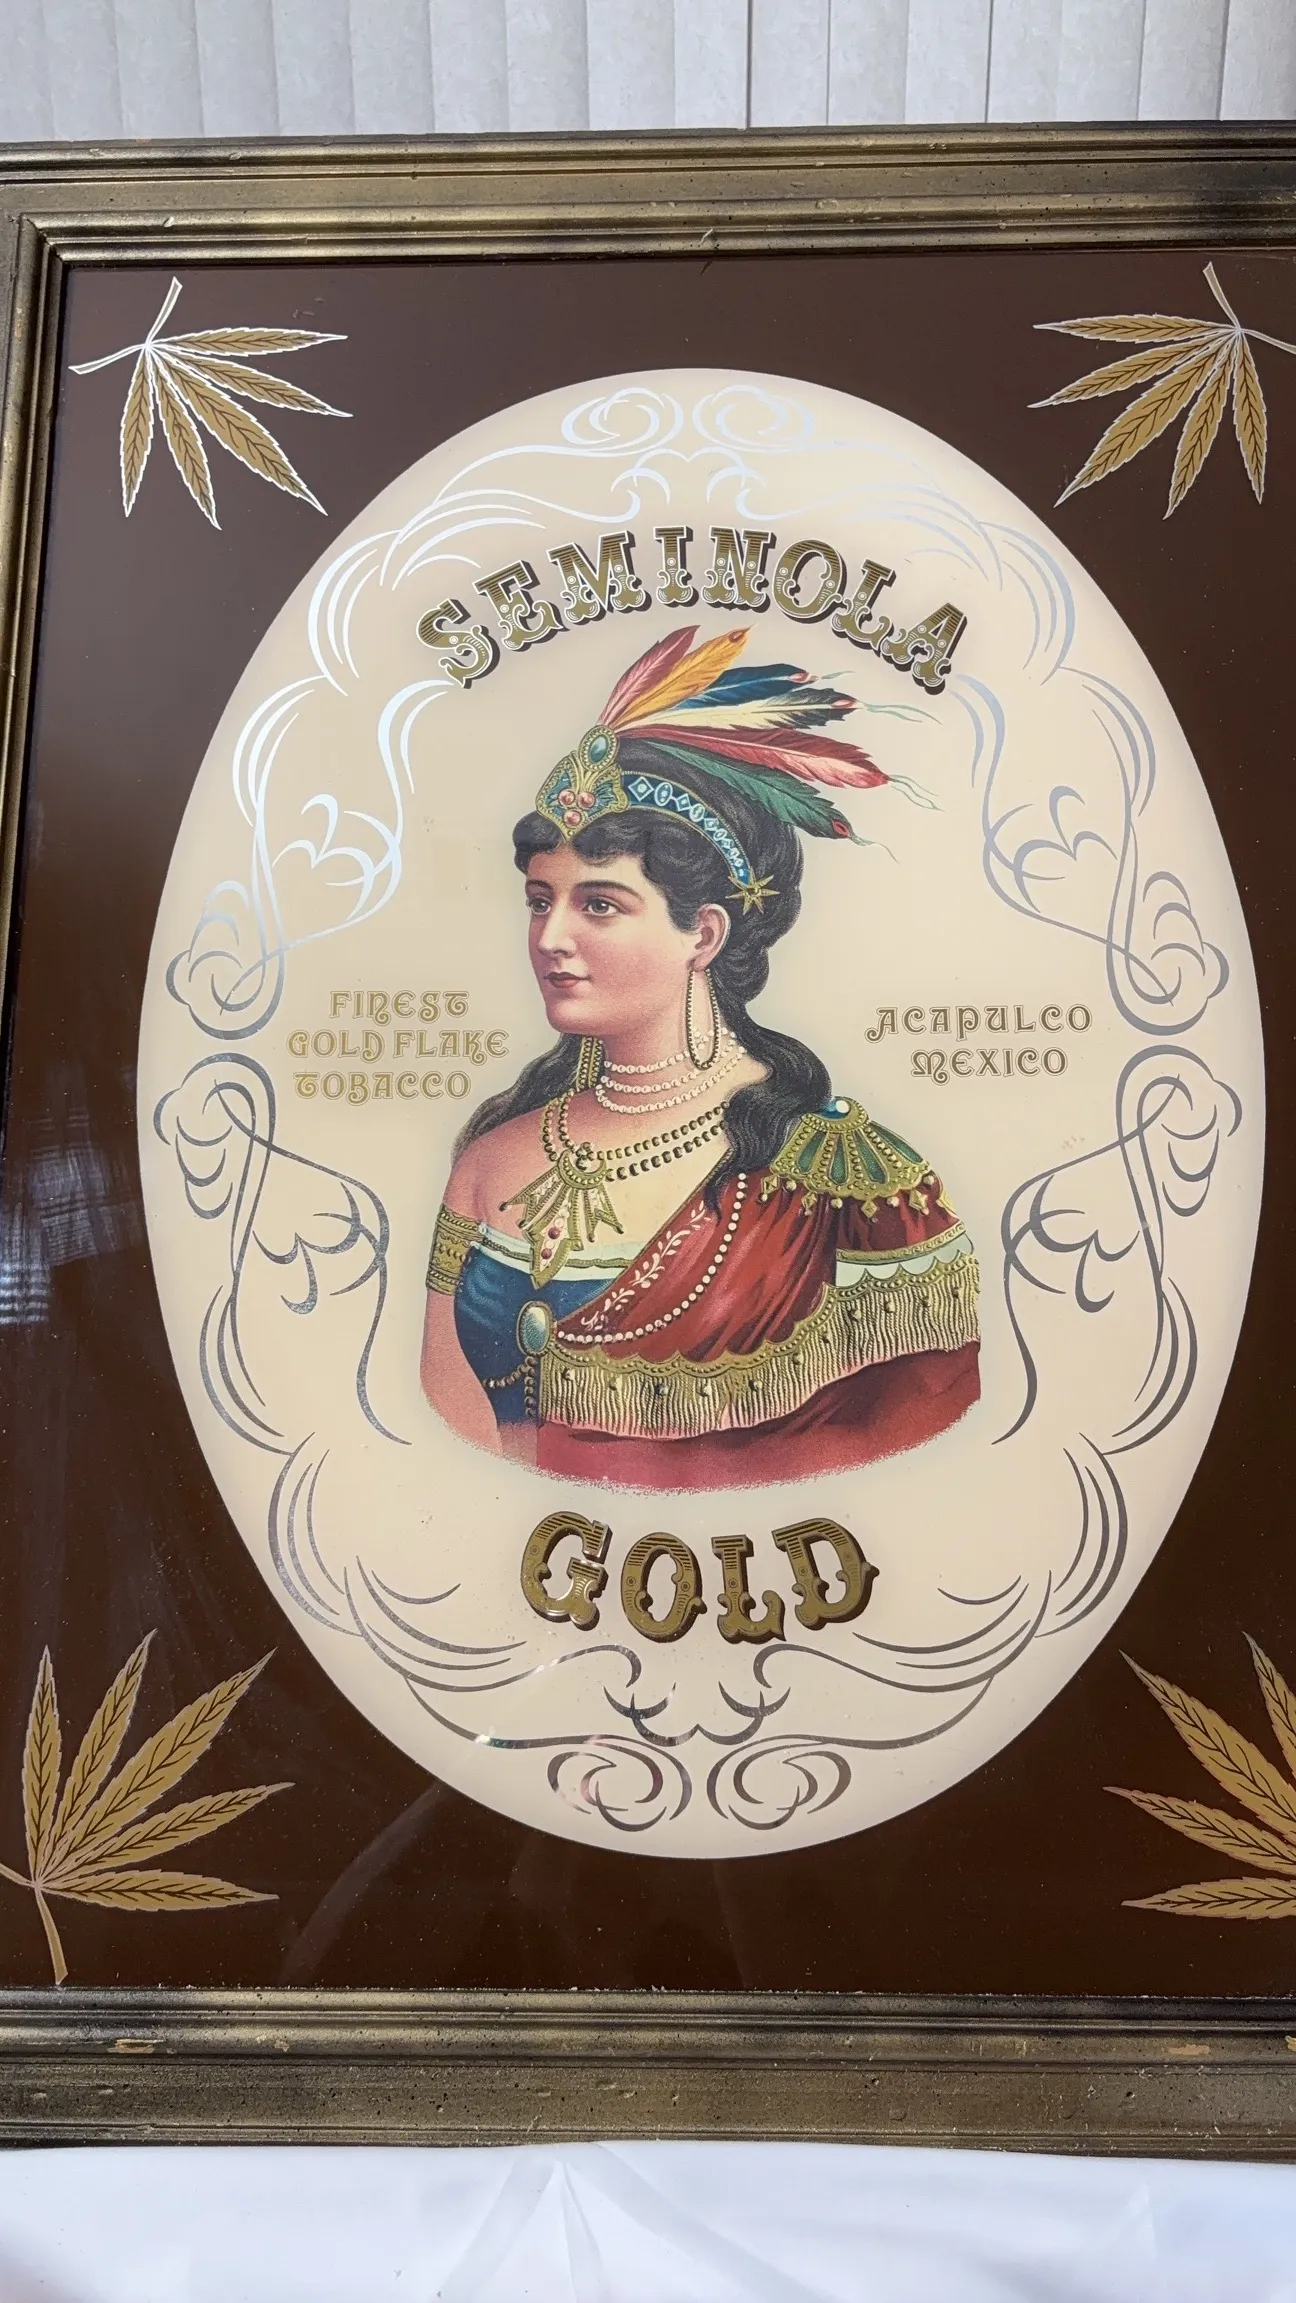 SEMINOLA
FINEST
GOLD FLAKE
TOBACCO
ACAPULCO
MEXICO
GOLD